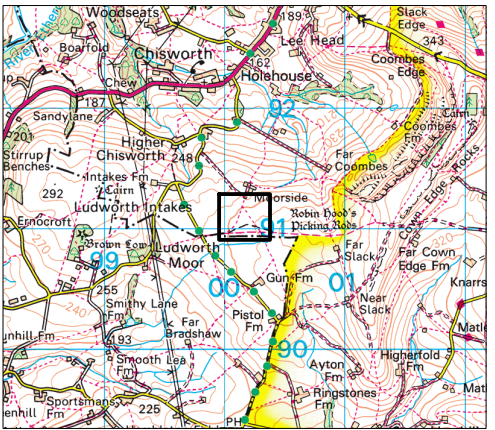 Woodseats
189
Slack
Edge
343
Boarfold
Chisworth
Lee Head
162
Coombes
Edge
Chew
Holehouse
187
92
Sandylane
Cairn
Coombes
Fm
201
Higher
Chisworth
248
Stirrup
Benches
Far
Coombes
Intakes Fm
Cairn
292
Moorside
Cown Edge Rocks
Ludworth Intakes
Robin Hood's
Picking Rods
91
Ernocroft
Brown Low
99
Ludworth
Moor
Far
Slack
Far Cown
Edge Fm
Gun Fm
01
00
255
240
Knarrs
Smithy Lane
Fm
Near
Slack
Pistol
Fm
Far
Bradshaw
193
90
Smooth Lea
Fm
Higherfold
Fm
Ayton
Fm
Ringstones
Fm
Sportsmans
Fm
225
PH